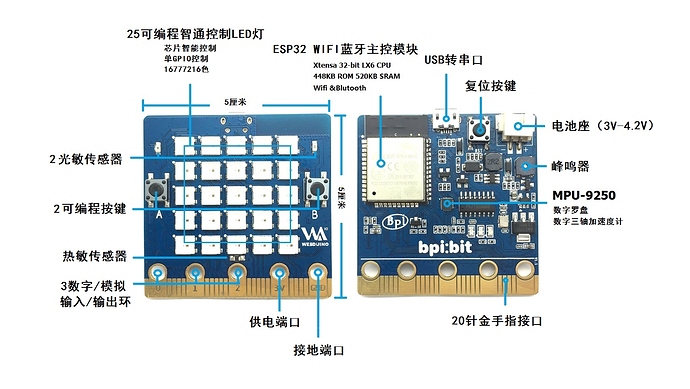 25可编程智通控制LED灯
芯片智能控制
单GPIO控制
16777216色
ESP32 WIFI蓝牙主控模块
Xtensa 32-bit LX6 CPU
448KB ROM 520KB SRAM
Wifi &Blutooth
USB转串口
复位按键
5厘米
电池座（3V-4.2V）
2光敏传感器
峰鸣器
MPU-9250
数字罗盘
数字三轴加速度计
2可编程按键
A
B
5厘米
WEBDUINO
BPI
bpi:bit
热敏传感器
0
1
2
3V
GND
3数字/模拟
输入/输出环
供电端口
20针金手指接口
接地端口